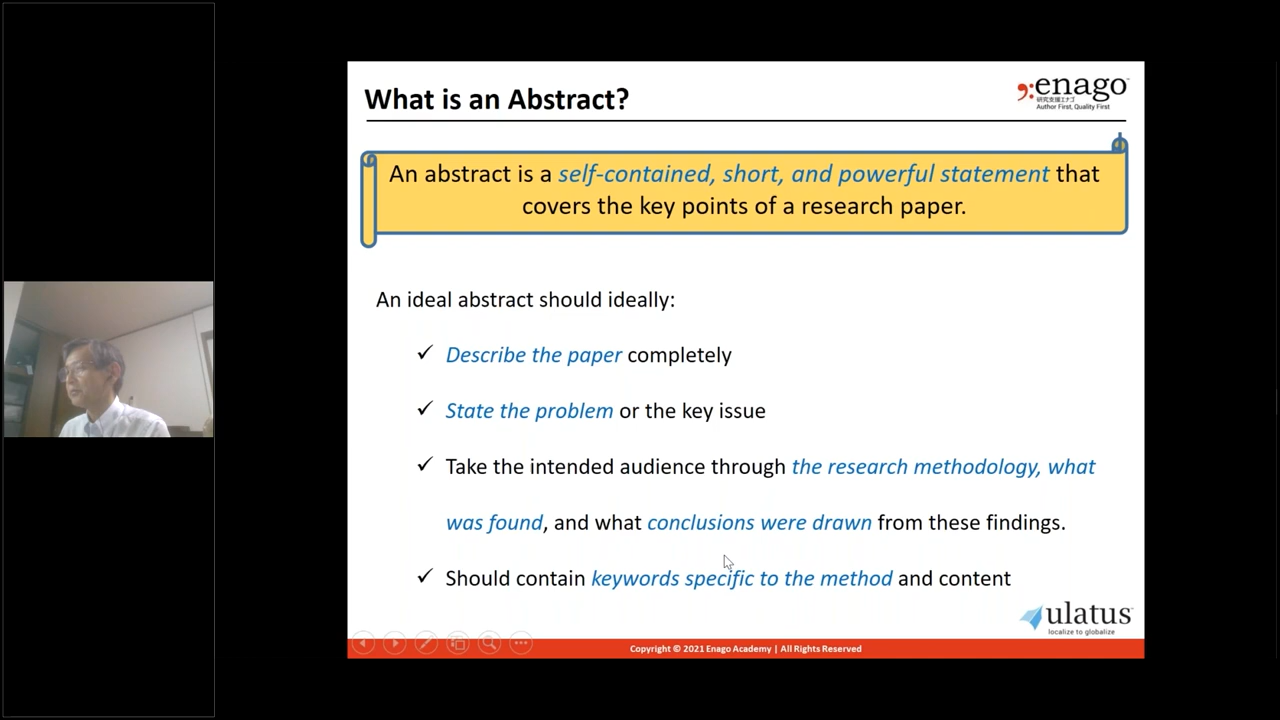 What is an Abstract?
enago
研究支援エナゴ
Author First, Quality First
An abstract is a self-contained, short, and powerful statement that
covers the key points of a research paper.
An ideal abstract should ideally:
✓ Describe the paper completely
✓ State the problem or the key issue
✓ Take the intended audience through the research methodology, what
was found, and what conclusions were drawn from these findings.
✓ Should contain keywords specific to the method and content
ulatus
localize to globalize
Copyright © 2021 Enago Academy | All Rights Reserved